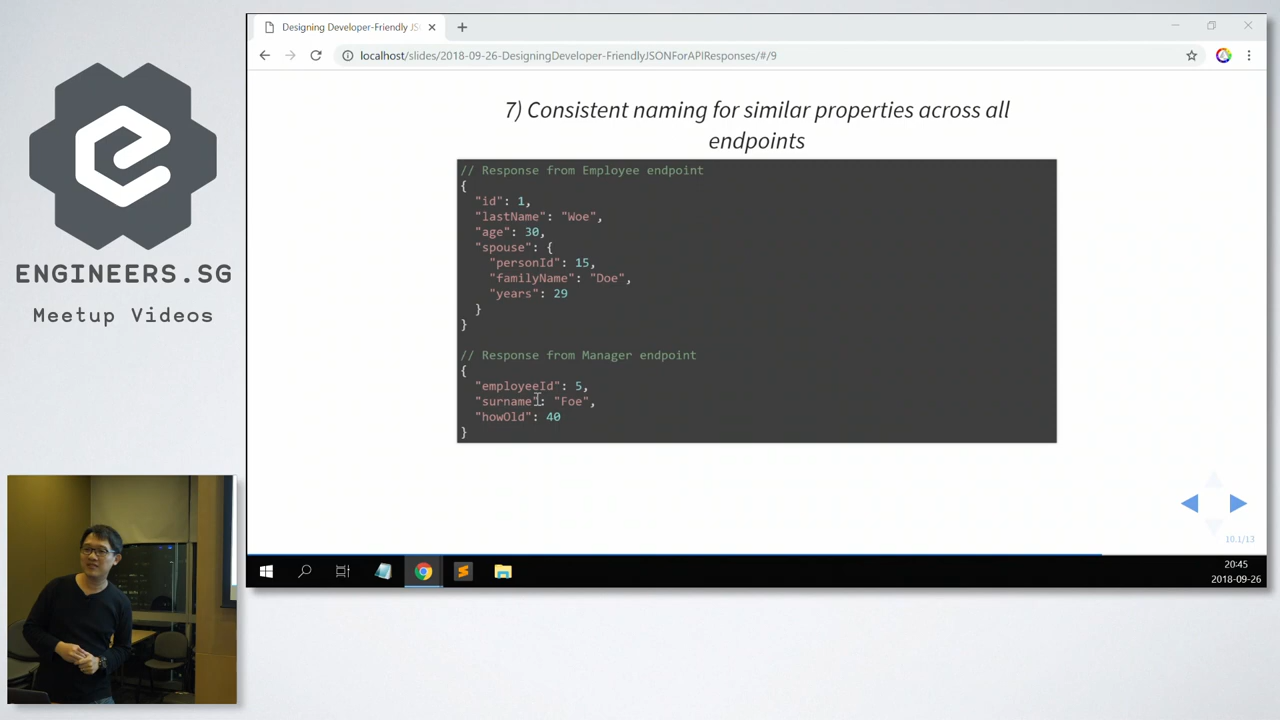 Designing Developer-Friendly JS
localhost/slides/2018-09-26-DesigningDeveloper-FriendlyJSONForAPIResponses/#/9
7) Consistent naming for similar properties across all
endpoints
// Response from Employee endpoint
{
"id": 1,
"lastName": "Woe",
"age": 30,
"spouse": {
"personId": 15,
"familyName": "Doe",
"years": 29
}
}
// Response from Manager endpoint
{
"employeeId": 5,
"surname": "Foe",
"howOld": 40
}
10.1/13
20:45
2018-09-26
ENGINEERS.SG
Meetup Videos